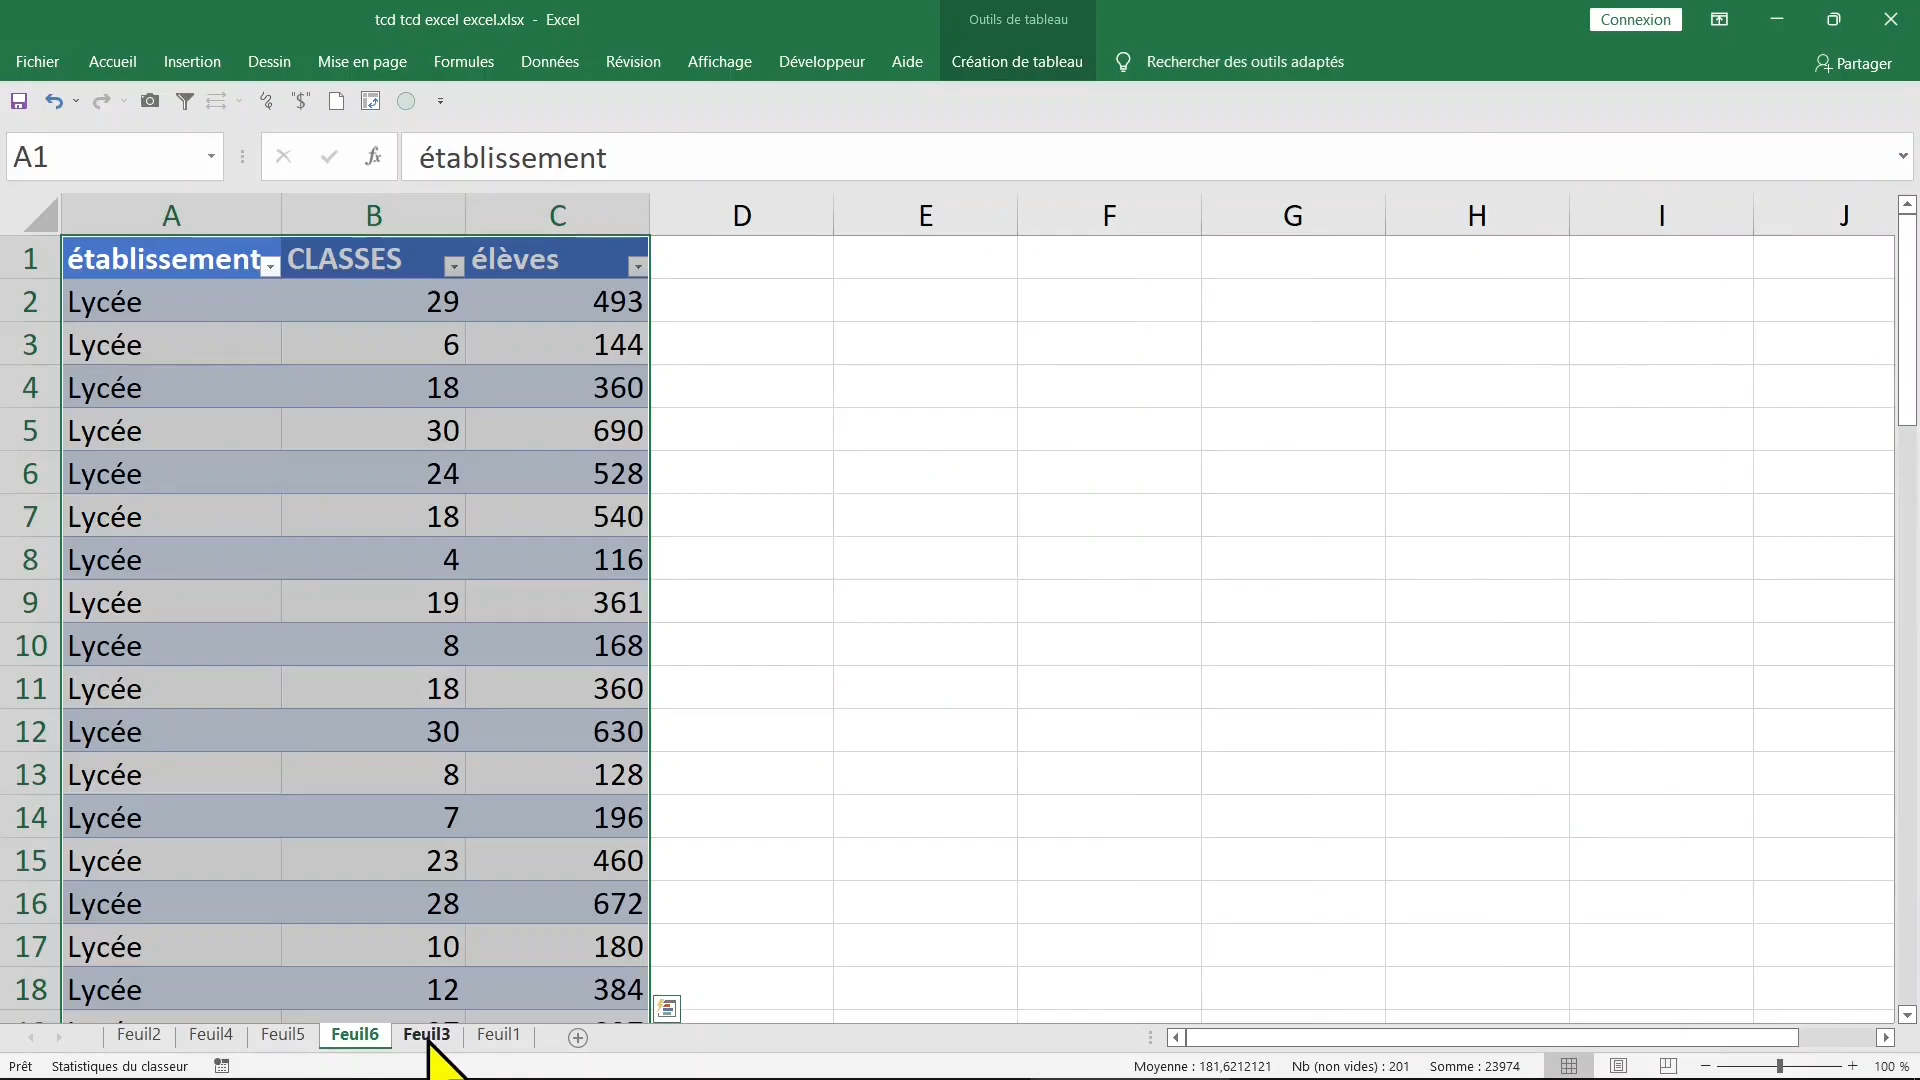 tcd tcd excel excel.xlsx - Excel
Outils de tableau
Connexion
Fichier Accueil Insertion Dessin Mise en page Formules Données Révision Affichage Développeur Aide Création de tableau Rechercher des outils adaptés Partager
A1 fx établissement
A B C D E F G H I J
1 établissement CLASSES élèves
2 Lycée 29 493
3 Lycée 6 144
4 Lycée 18 360
5 Lycée 30 690
6 Lycée 24 528
7 Lycée 18 540
8 Lycée 4 116
9 Lycée 19 361
10 Lycée 8 168
11 Lycée 18 360
12 Lycée 30 630
13 Lycée 8 128
14 Lycée 7 196
15 Lycée 23 460
16 Lycée 28 672
17 Lycée 10 180
18 Lycée 12 384
Feuil2 Feuil4 Feuil5 Feuil6 Feuil3 Feuil1
Prêt Statistiques du classeur Moyenne : 181,6212121 Nb (non vides) : 201 Somme : 23974 100 %